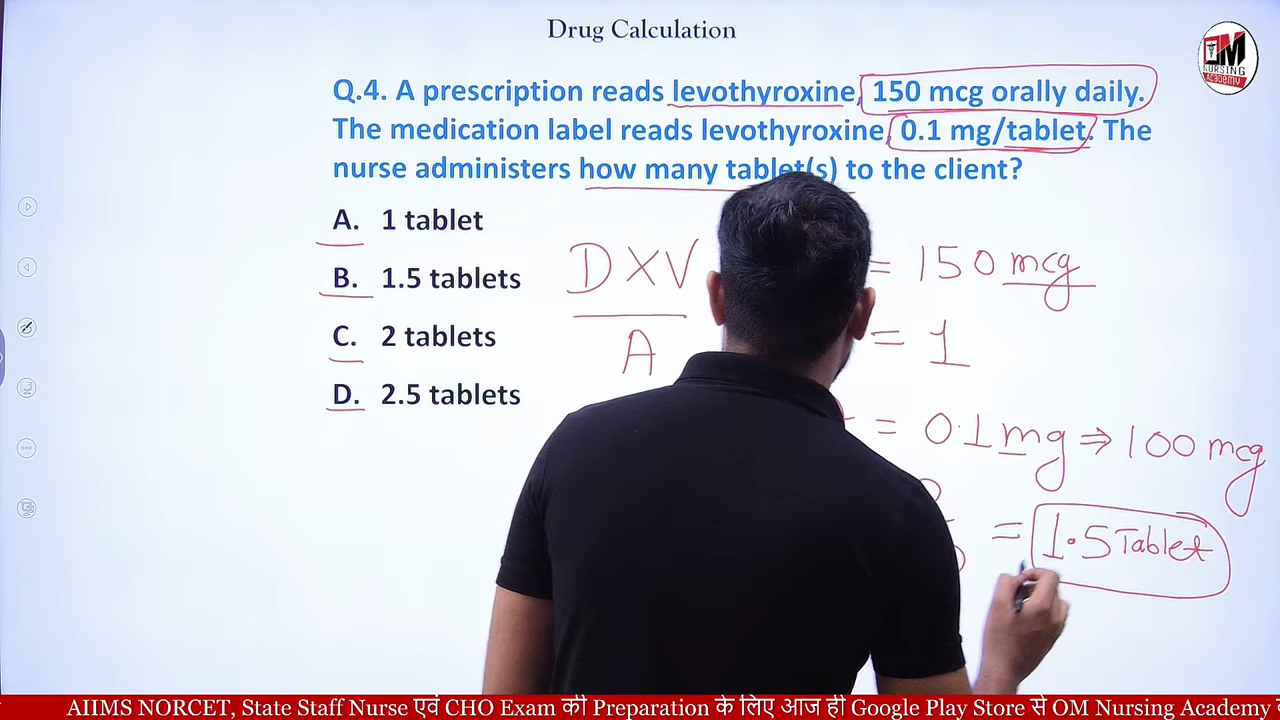 Drug Calculation
OM
NURSING
ACADEMY
Q.4. A prescription reads levothyroxine, 150 mcg orally daily.
The medication label reads levothyroxine, 0.1 mg/tablet. The
nurse administers how many tablet(s) to the client?
A. 1 tablet
B. 1.5 tablets
C. 2 tablets
D. 2.5 tablets
D X V
A
= 150 mcg
= 1
= 0.1 mg ⇒ 100 mcg
= 1.5 Tablet
AIIMS NORCET, State Staff Nurse एवं CHO Exam की Preparation के लिए आज ही Google Play Store से OM Nursing Academy